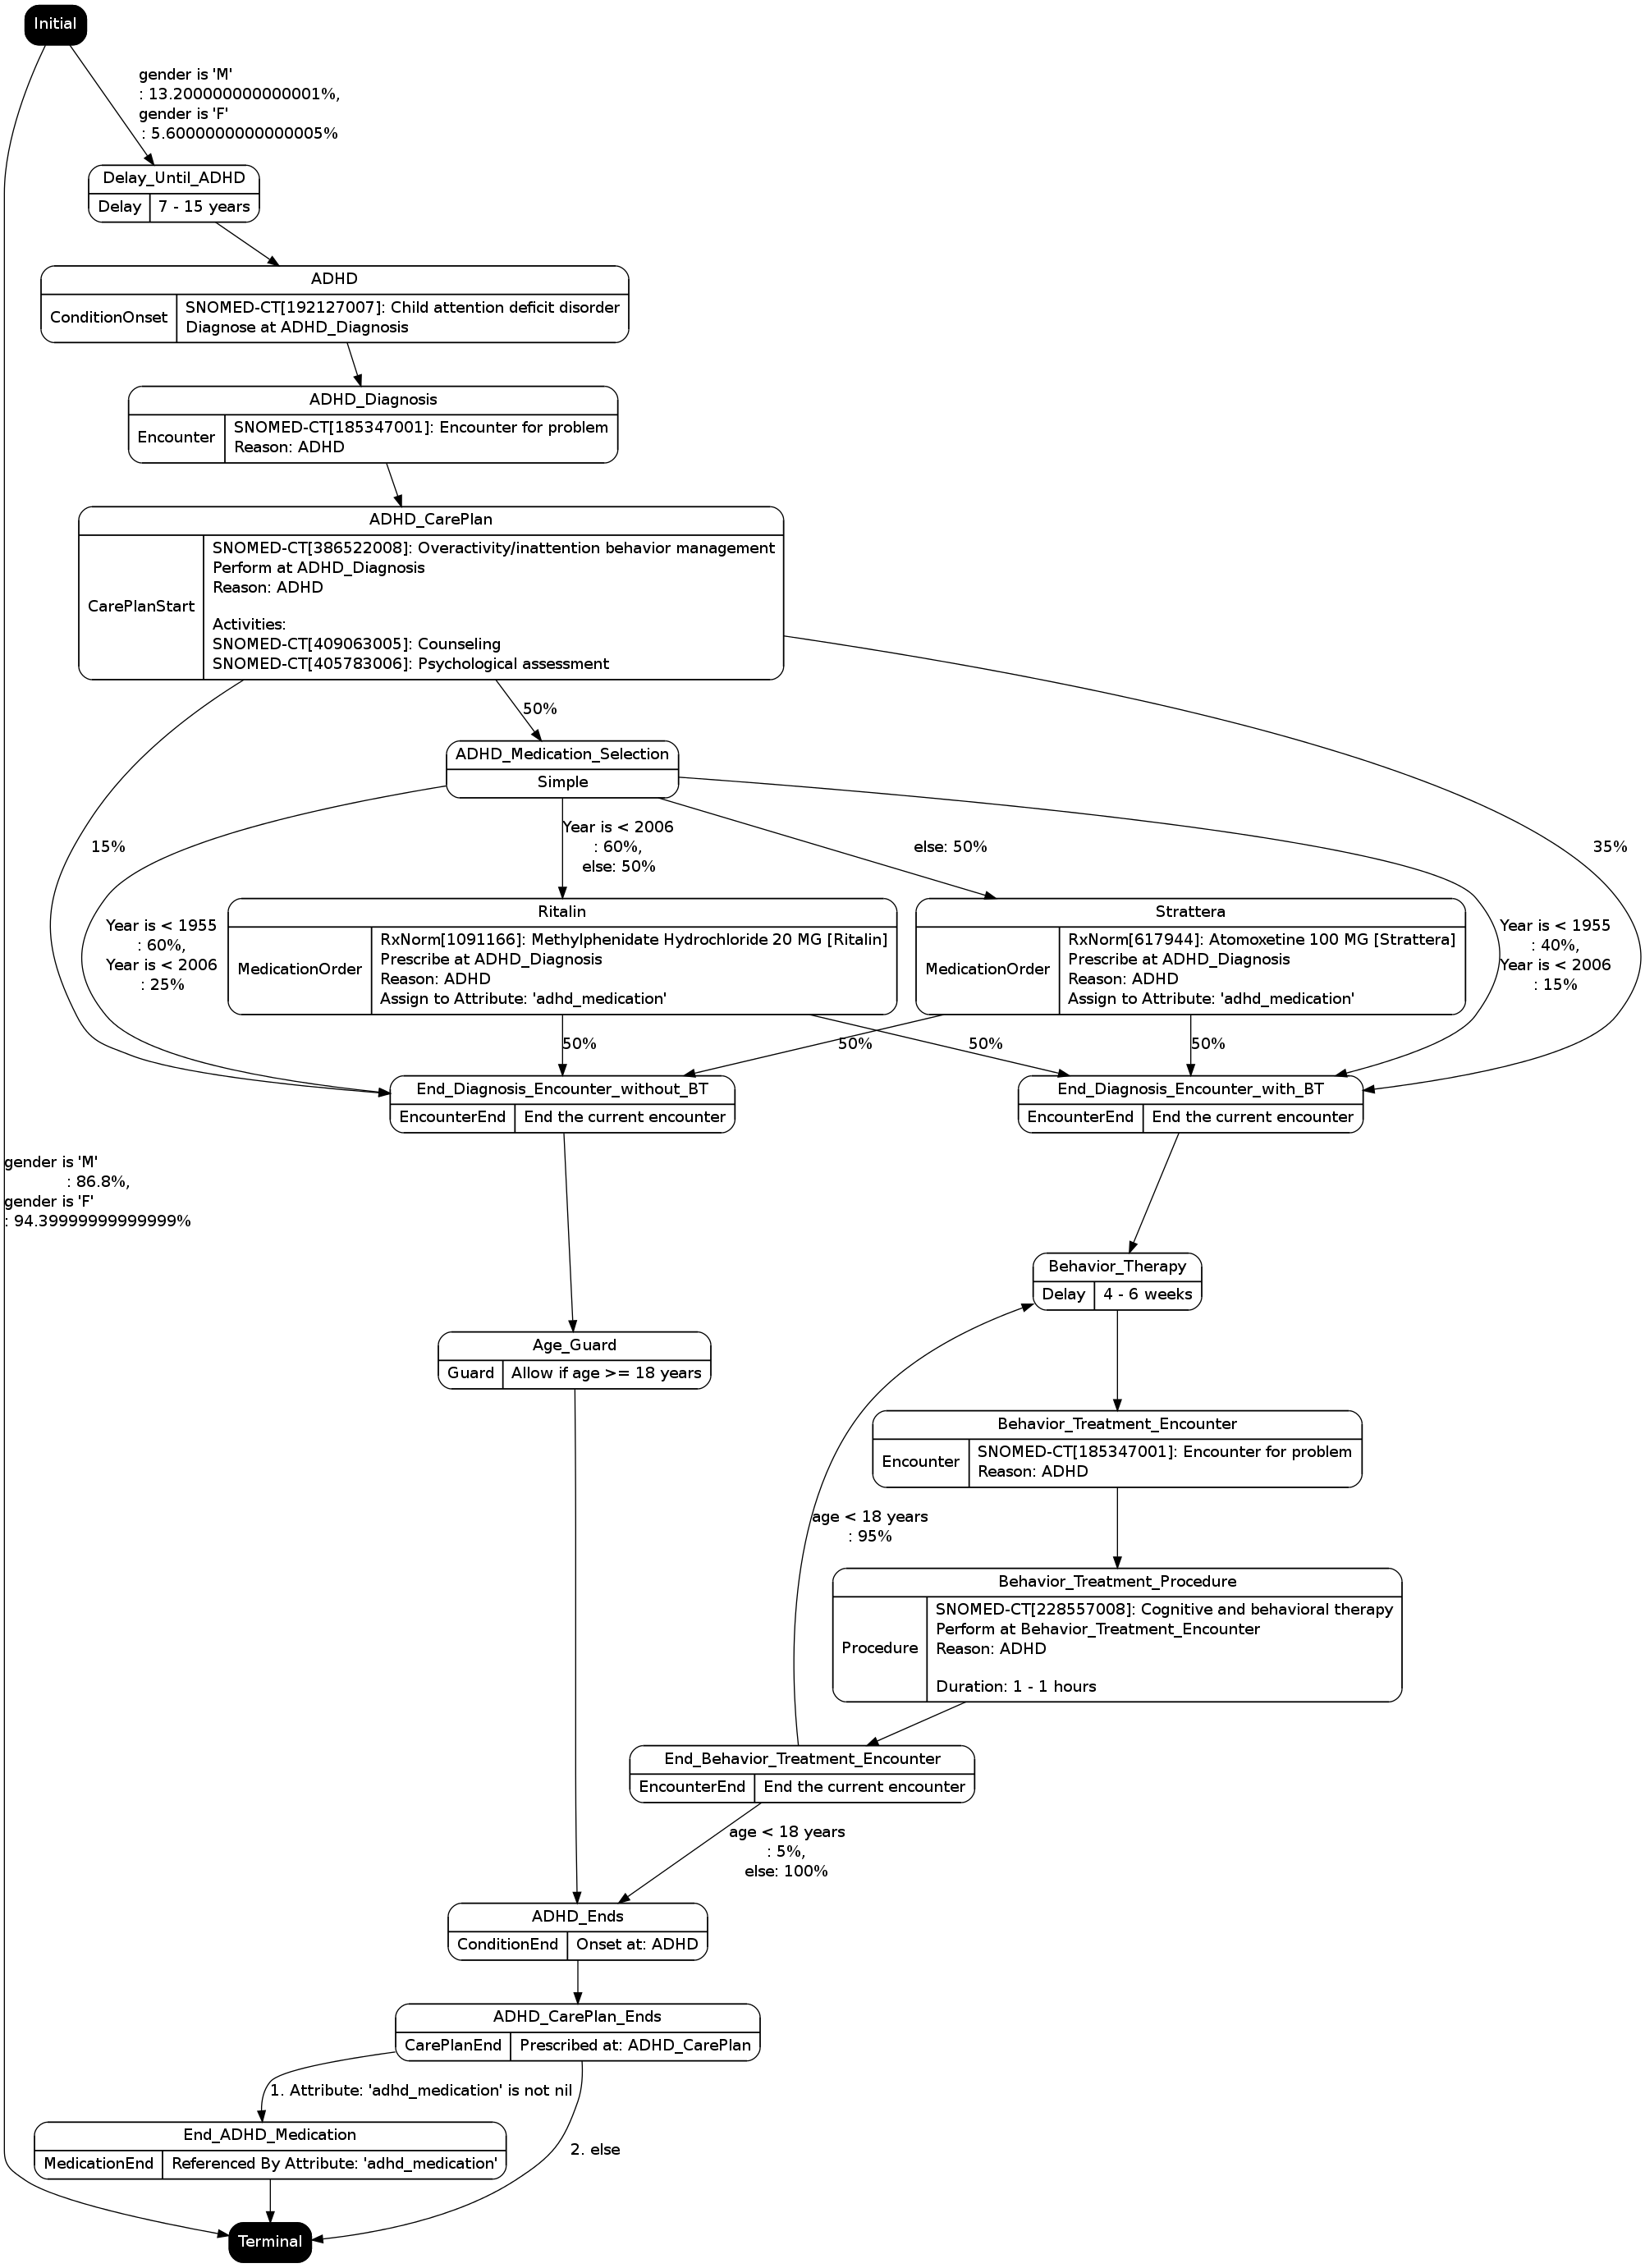 Initial
gender is 'M'
: 13.200000000000001%,
gender is 'F'
: 5.6000000000000005%
Delay_Until_ADHD
Delay
7 - 15 years
ADHD
ConditionOnset
SNOMED-CT[192127007]: Child attention deficit disorder
Diagnose at ADHD_Diagnosis
ADHD_Diagnosis
Encounter
SNOMED-CT[185347001]: Encounter for problem
Reason: ADHD
ADHD_CarePlan
CarePlanStart
SNOMED-CT[386522008]: Overactivity/inattention behavior management
Perform at ADHD_Diagnosis
Reason: ADHD
Activities:
SNOMED-CT[409063005]: Counseling
SNOMED-CT[405783006]: Psychological assessment
50%
ADHD_Medication_Selection
Simple
15%
Year is < 2006
: 60%,
else: 50%
else: 50%
35%
Year is < 1955
: 60%,
Year is < 2006
: 25%
Ritalin
MedicationOrder
RxNorm[1091166]: Methylphenidate Hydrochloride 20 MG [Ritalin]
Prescribe at ADHD_Diagnosis
Reason: ADHD
Assign to Attribute: 'adhd_medication'
Strattera
MedicationOrder
RxNorm[617944]: Atomoxetine 100 MG [Strattera]
Prescribe at ADHD_Diagnosis
Reason: ADHD
Assign to Attribute: 'adhd_medication'
Year is < 1955
: 40%,
Year is < 2006
: 15%
50%
50%
50%
50%
End_Diagnosis_Encounter_without_BT
EncounterEnd
End the current encounter
End_Diagnosis_Encounter_with_BT
EncounterEnd
End the current encounter
gender is 'M'
: 86.8%,
gender is 'F'
: 94.39999999999999%
Behavior_Therapy
Delay
4 - 6 weeks
Age_Guard
Guard
Allow if age >= 18 years
Behavior_Treatment_Encounter
Encounter
SNOMED-CT[185347001]: Encounter for problem
Reason: ADHD
age < 18 years
: 95%
Behavior_Treatment_Procedure
Procedure
SNOMED-CT[228557008]: Cognitive and behavioral therapy
Perform at Behavior_Treatment_Encounter
Reason: ADHD
Duration: 1 - 1 hours
End_Behavior_Treatment_Encounter
EncounterEnd
End the current encounter
age < 18 years
: 5%,
else: 100%
ADHD_Ends
ConditionEnd
Onset at: ADHD
ADHD_CarePlan_Ends
CarePlanEnd
Prescribed at: ADHD_CarePlan
1. Attribute: 'adhd_medication' is not nil
End_ADHD_Medication
MedicationEnd
Referenced By Attribute: 'adhd_medication'
2. else
Terminal